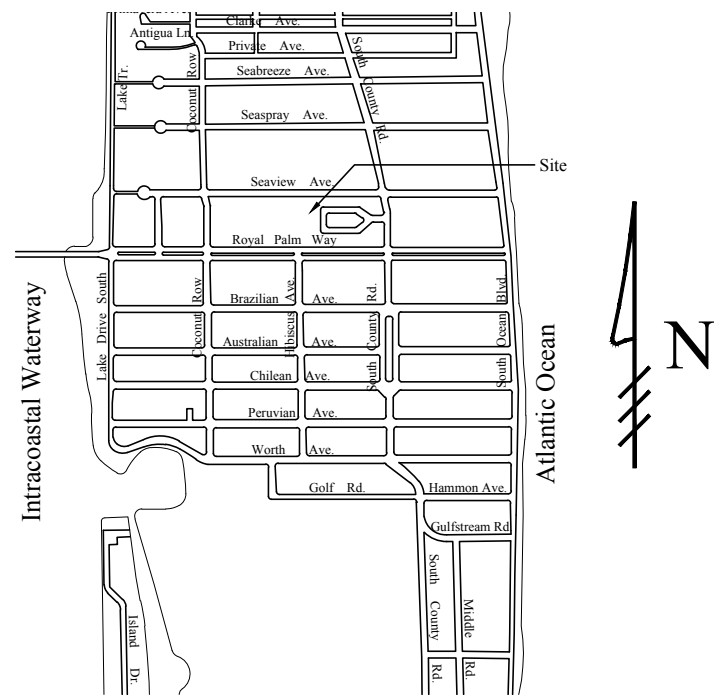 Clarke Ave.
Antigua Ln.
Private Ave.
Seabreeze Ave.
Lake Tr.
Coconut Row
South County Rd.
Seaspray Ave.
Site
Seaview Ave.
Royal Palm Way
Lake Drive South
Coconut Row
Brazilian Ave.
Hibiscus Ave.
South County Rd.
South Ocean Blvd.
Australian Ave.
Chilean Ave.
Peruvian Ave.
Worth Ave.
Golf Rd.
Hammon Ave.
Gulfstream Rd
South County Rd.
Middle Rd.
Island Dr.
Intracoastal Waterway
Atlantic Ocean
N